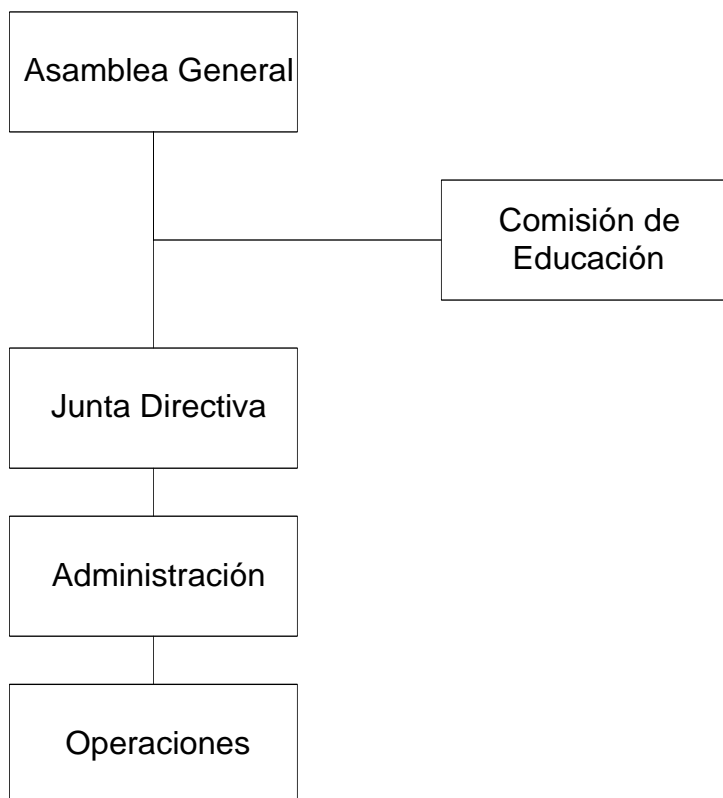 Asamblea General
Comisión de
Educación
Junta Directiva
Administración
Operaciones